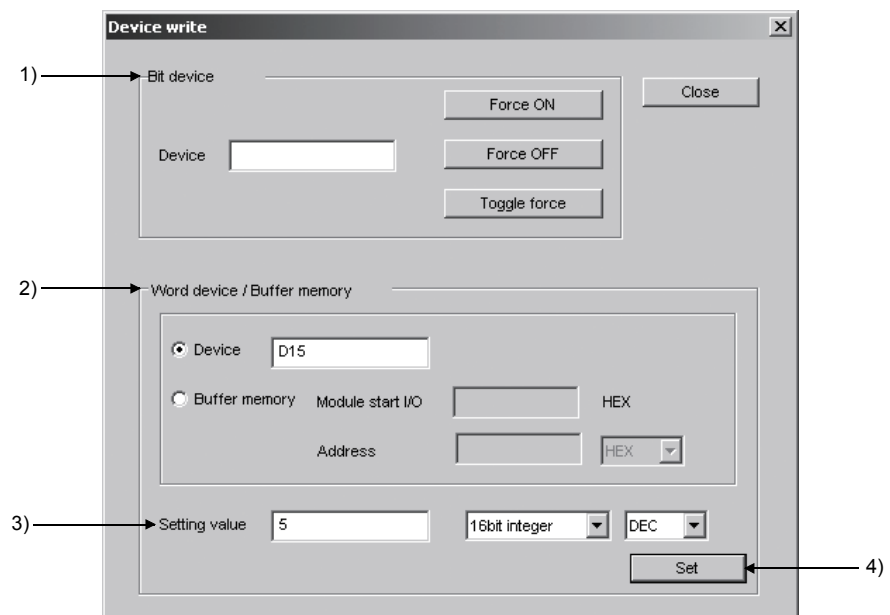 Device write
1)
Bit device
Force ON
Close
Device
Force OFF
Toggle force
2)
Word device / Buffer memory
Device D15
Buffer memory Module start I/O HEX
Address HEX
3)
Setting value 5 16bit integer DEC
Set
4)